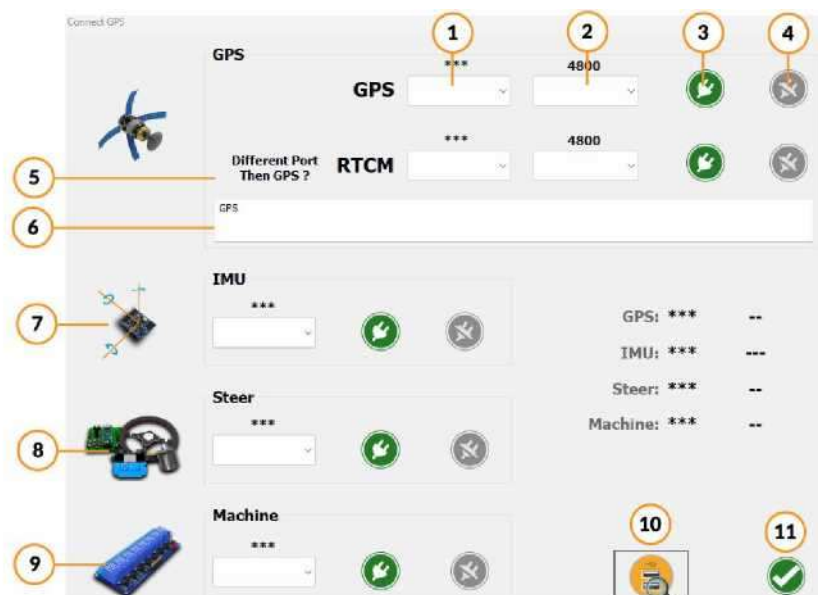 Connect GPS
1
2
3
4
GPS
*** 4800
GPS
*** 4800
Different Port
Then GPS ?
RTCM
5
6
GPS
IMU
***
7
GPS: *** --
IMU: *** ---
Steer: *** --
Machine: *** --
Steer
***
8
Machine
***
9
10
11